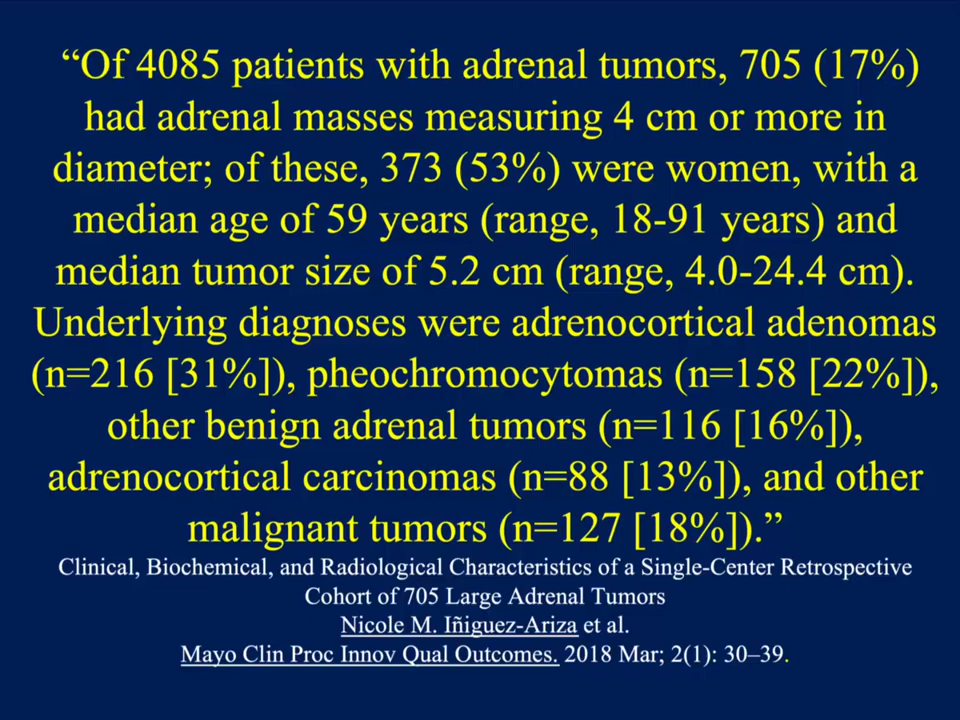 “Of 4085 patients with adrenal tumors, 705 (17%)
had adrenal masses measuring 4 cm or more in
diameter; of these, 373 (53%) were women, with a
median age of 59 years (range, 18-91 years) and
median tumor size of 5.2 cm (range, 4.0-24.4 cm).
Underlying diagnoses were adrenocortical adenomas
(n=216 [31%]), pheochromocytomas (n=158 [22%]),
other benign adrenal tumors (n=116 [16%]),
adrenocortical carcinomas (n=88 [13%]), and other
malignant tumors (n=127 [18%]).”
Clinical, Biochemical, and Radiological Characteristics of a Single-Center Retrospective
Cohort of 705 Large Adrenal Tumors
Nicole M. Iñiguez-Ariza et al.
Mayo Clin Proc Innov Qual Outcomes. 2018 Mar; 2(1): 30–39.